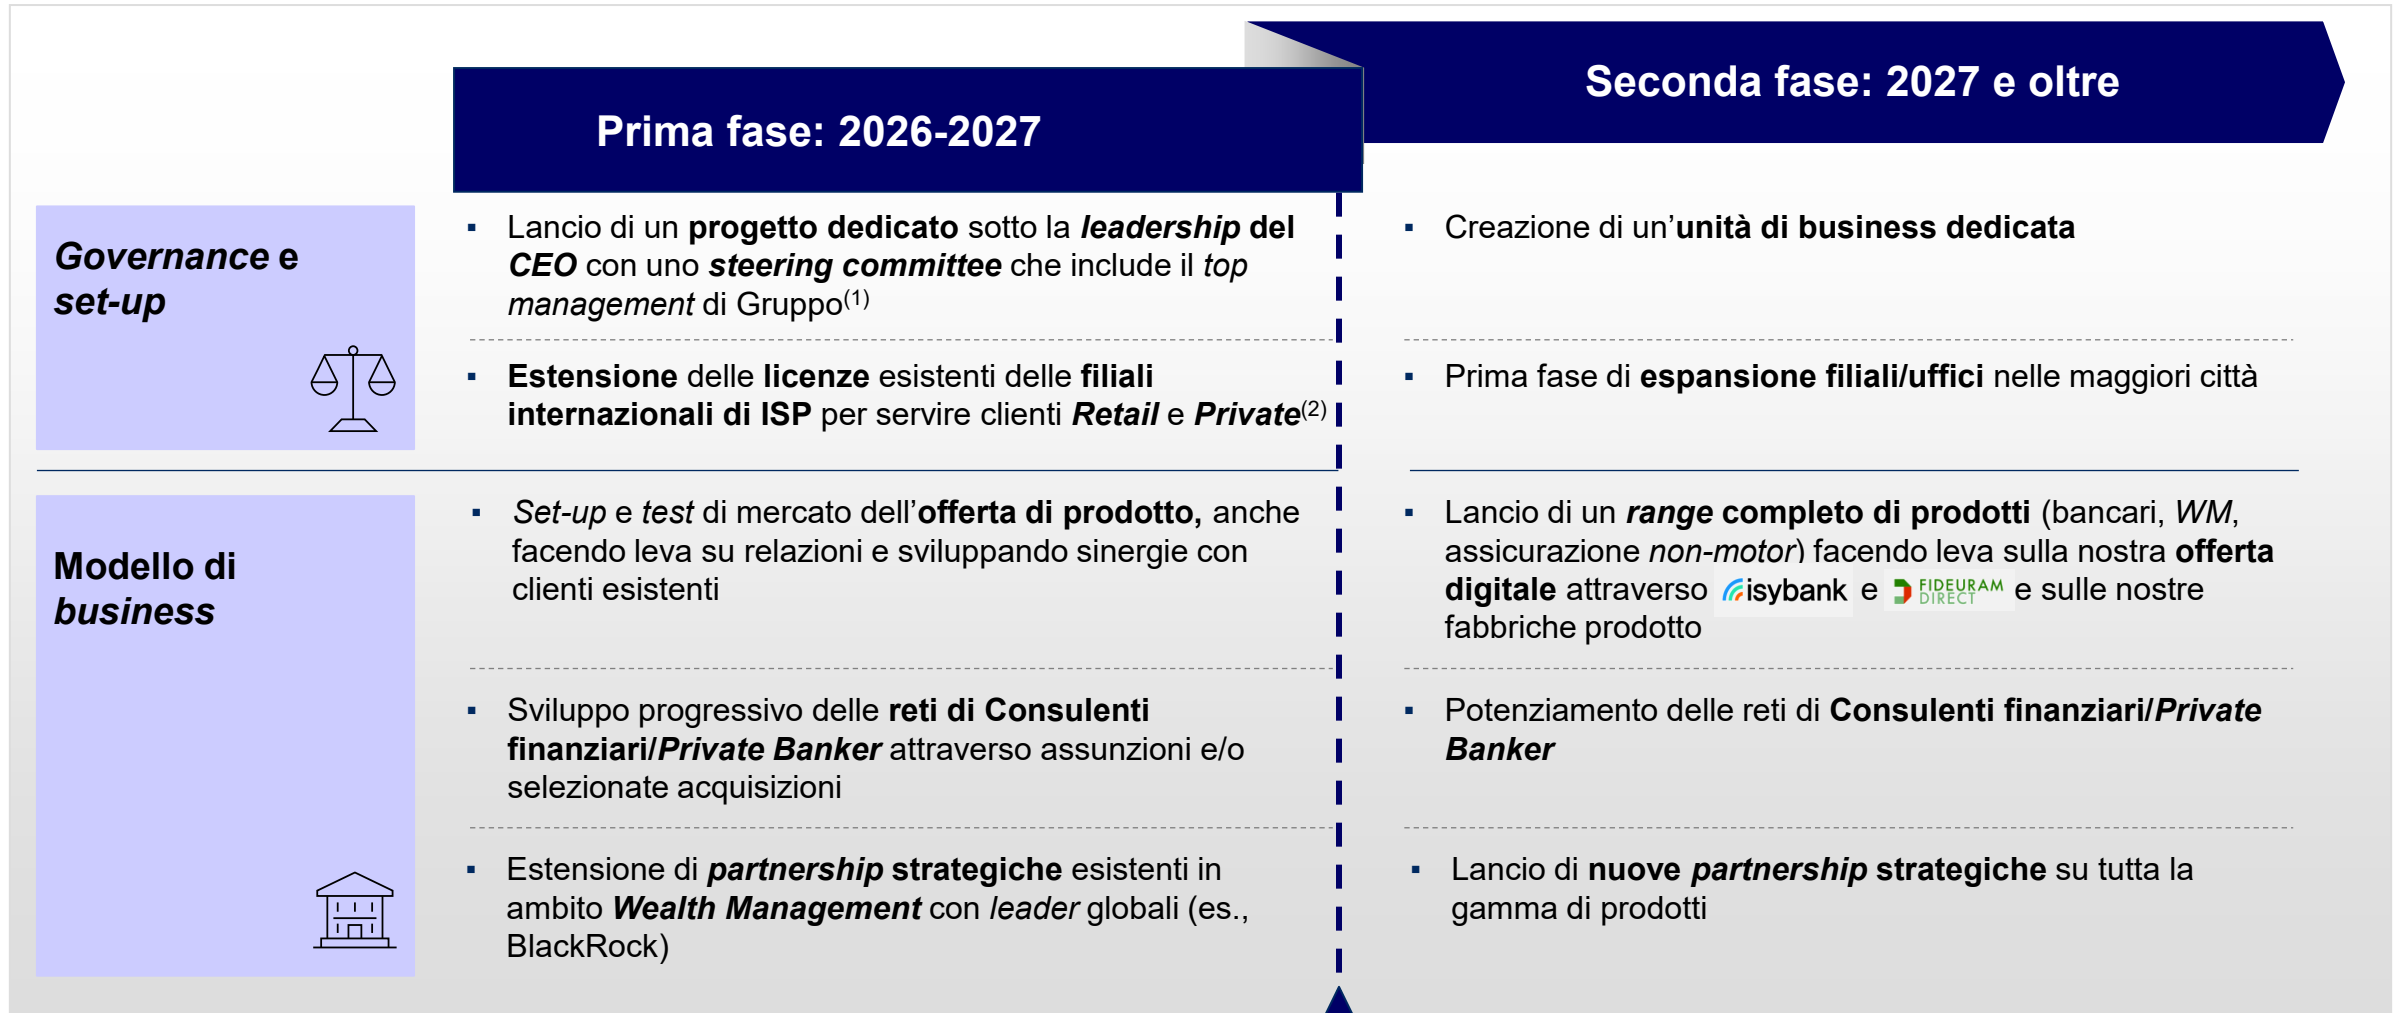 Seconda fase: 2027 e oltre
Prima fase: 2026-2027
Governance e
set-up
Lancio di un progetto dedicato sotto la leadership del
CEO con uno steering committee che include il top
management di Gruppo(1)
Creazione di un’unità di business dedicata
Estensione delle licenze esistenti delle filiali
internazionali di ISP per servire clienti Retail e Private(2)
Prima fase di espansione filiali/uffici nelle maggiori città
Modello di
business
Set-up e test di mercato dell’offerta di prodotto, anche
facendo leva su relazioni e sviluppando sinergie con
clienti esistenti
Lancio di un range completo di prodotti (bancari, WM,
assicurazione non-motor) facendo leva sulla nostra offerta
digitale attraverso isybank e FIDEURAM DIRECT e sulle nostre
fabbriche prodotto
Sviluppo progressivo delle reti di Consulenti
finanziari/Private Banker attraverso assunzioni e/o
selezionate acquisizioni
Potenziamento delle reti di Consulenti finanziari/Private
Banker
Estensione di partnership strategiche esistenti in
ambito Wealth Management con leader globali (es.,
BlackRock)
Lancio di nuove partnership strategiche su tutta la
gamma di prodotti